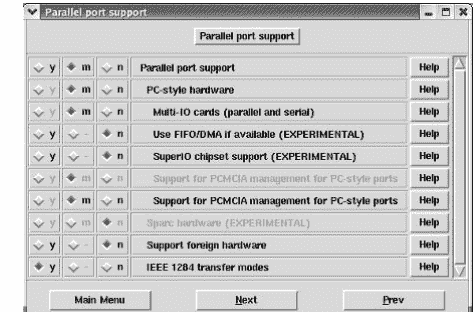 Parallel port support
Parallel port support
y m n Parallel port support Help
y m n PC-style hardware Help
y m n Multi-IO cards (parallel and serial) Help
y - n Use FIFO/DMA if available (EXPERIMENTAL) Help
y - n SuperIO chipset support (EXPERIMENTAL) Help
y m n Support for PCMCIA management for PC-style ports Help
y m n Support for PCMCIA management for PC-style ports Help
y m n Sparc hardware (EXPERIMENTAL) Help
y - n Support foreign hardware Help
y - n IEEE 1284 transfer modes Help
Main Menu Next Prev